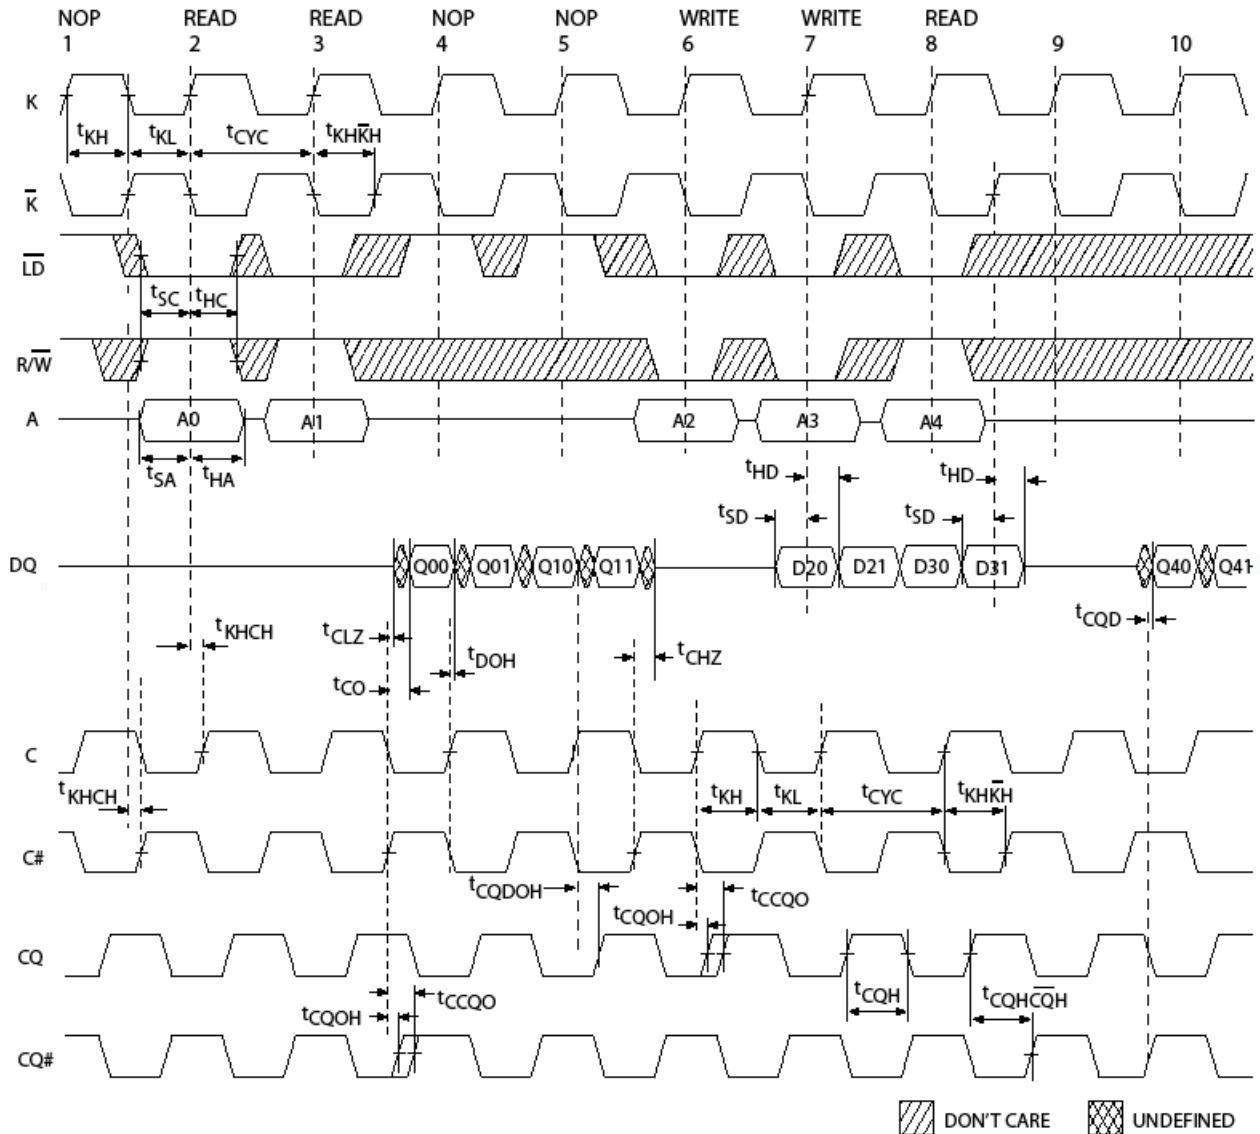 NOP READ READ NOP NOP WRITE WRITE READ
1 2 3 4 5 6 7 8 9 10
K
tKH tKL tCYC tKHK̅H
K̅
L̅D̅
tSC tHC
R/W̅
A A0 A1 A2 A3 A4
tSA tHA tHD tHD
tSD tSD
DQ Q00 Q01 Q10 Q11 D20 D21 D30 D31 Q40 Q41
tCQD
tKHCH tCLZ tDOH tCHZ
tCO
C
tKHCH tKH tKL tCYC tKHK̅H
C#
tCQDOH tCQOH tCCQO
CQ
tCQOH tCCQO tCQH tCQHC̅Q̅H
CQ#
DON'T CARE UNDEFINED